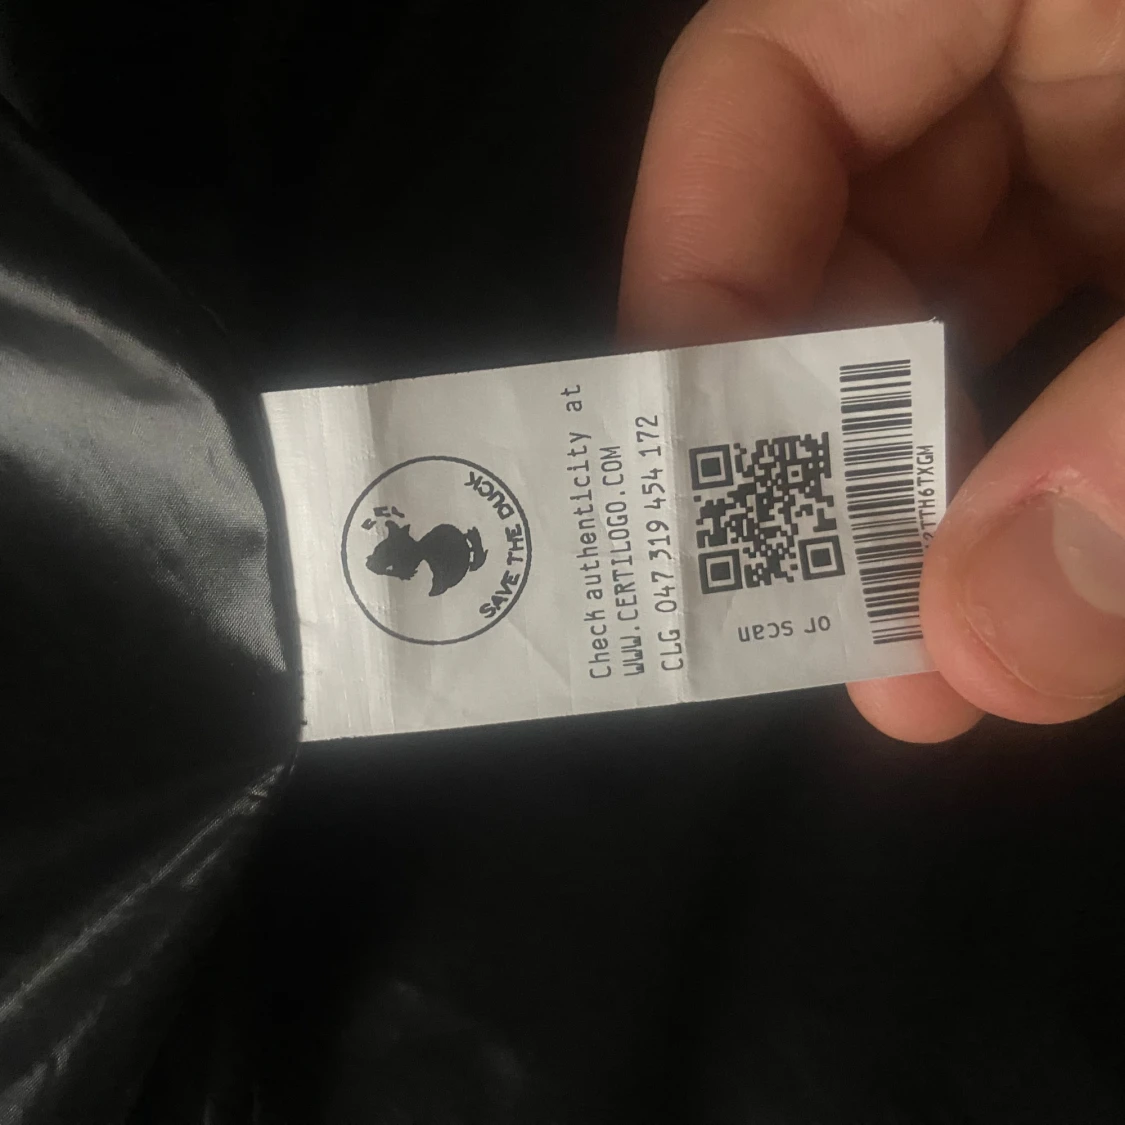 SAVE THE DUCK
Check authenticity at
WWW.CERTILOGO.COM
CLG 047 319 454 172
or scan